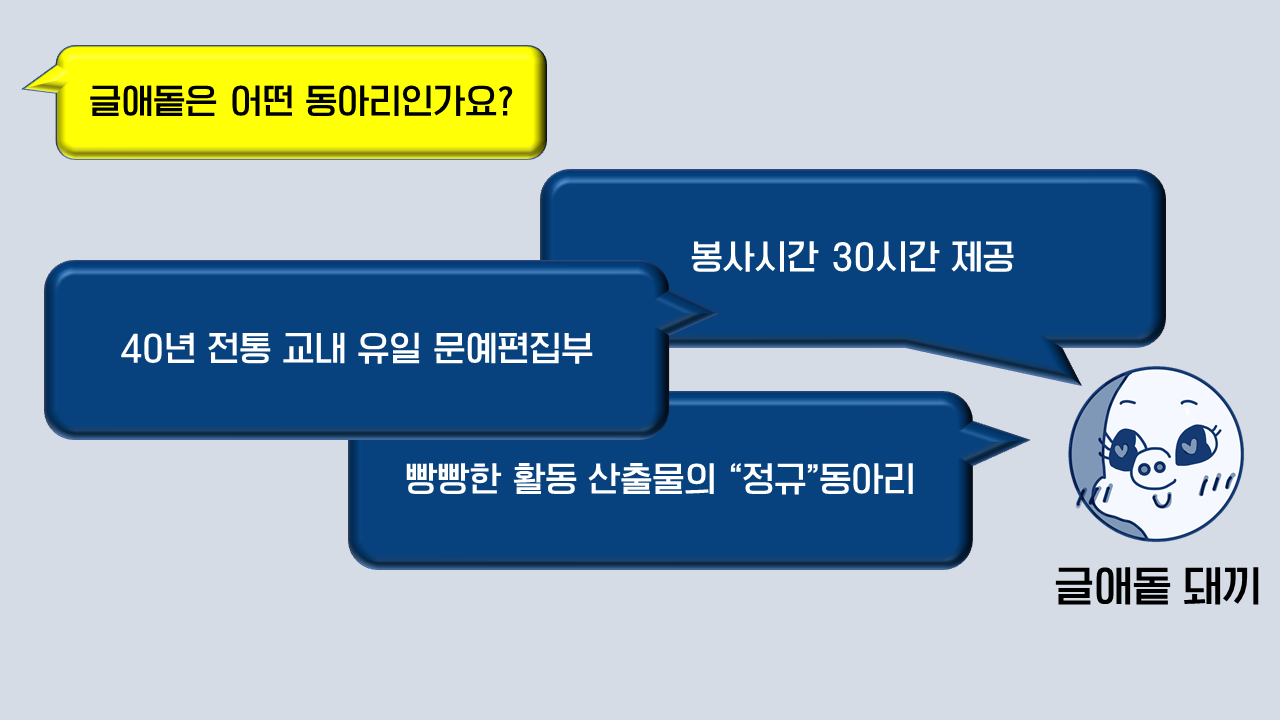 글애돝은 어떤 동아리인가요?
봉사시간 30시간 제공
40년 전통 교내 유일 문예편집부
빵빵한 활동 산출물의 “정규”동아리
글애돝 돼끼